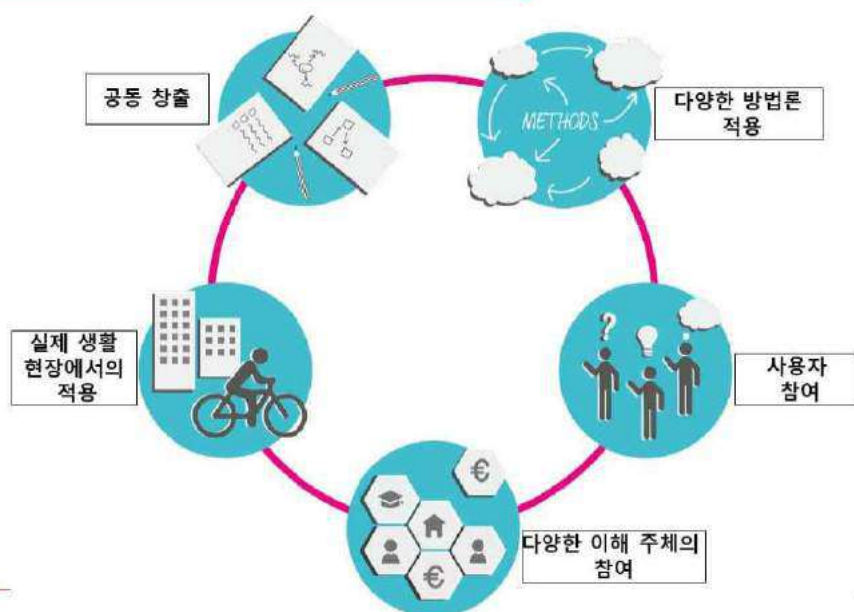 공동 창출
METHODS
다양한 방법론
적용
실제 생활
현장에서의
적용
?
사용자
참여
€
€
다양한 이해 주체의
참여